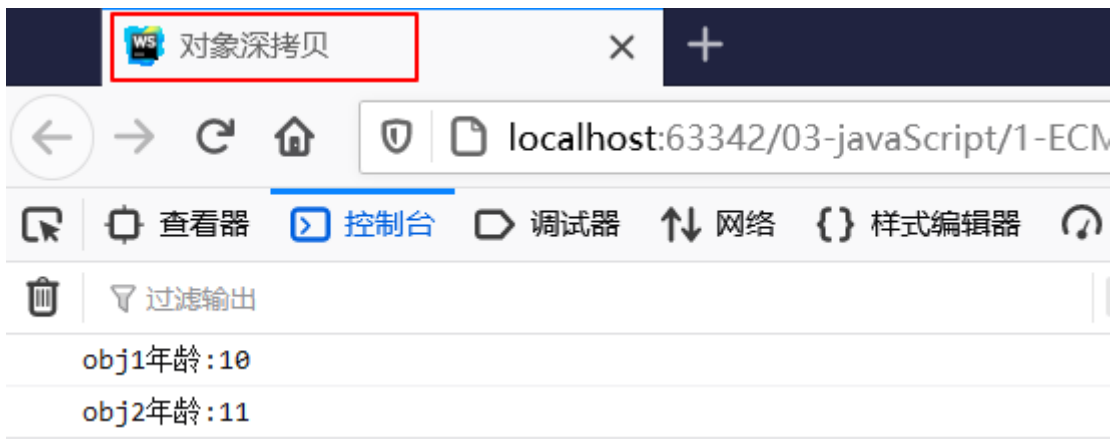 WS 对象深拷贝
localhost:63342/03-javaScript/1-ECM
查看器 控制台 调试器 网络 {} 样式编辑器
过滤输出
obj1年龄:10
obj2年龄:11